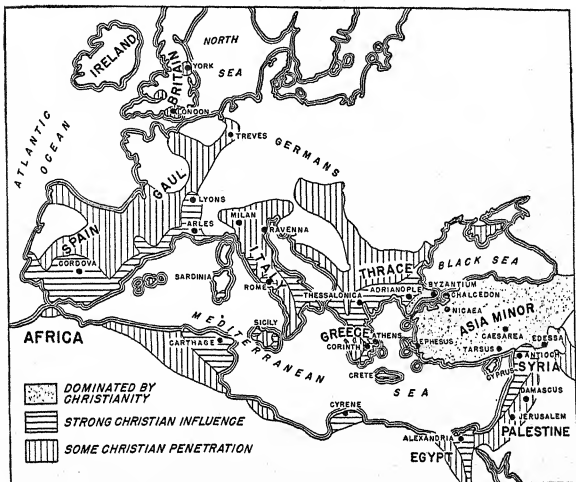 NORTH
SEA
IRELAND
BRITAIN
YORK
LONDON
ATLANTIC
OCEAN
TREVES
GERMANS
GAUL
LYONS
MILAN
ARLES
RAVENNA
SPAIN
CORDOVA
ITALY
SARDINIA
ROME
THRACE
BLACK SEA
ADRIANOPLE
BYZANTIUM
THESSALONICA
CHALCEDON
NICAEA
ASIA MINOR
AFRICA
MEDITERRANEAN
SEA
SICILY
CARTHAGE
GREECE
ATHENS
CORINTH
EPHESUS
CAESAREA
EDESSA
TARSUS
ANTIOCH
CRETE
CYPRUS
SYRIA
DAMASCUS
CYRENE
JERUSALEM
PALESTINE
ALEXANDRIA
EGYPT
DOMINATED BY
CHRISTIANITY
STRONG CHRISTIAN INFLUENCE
SOME CHRISTIAN PENETRATION